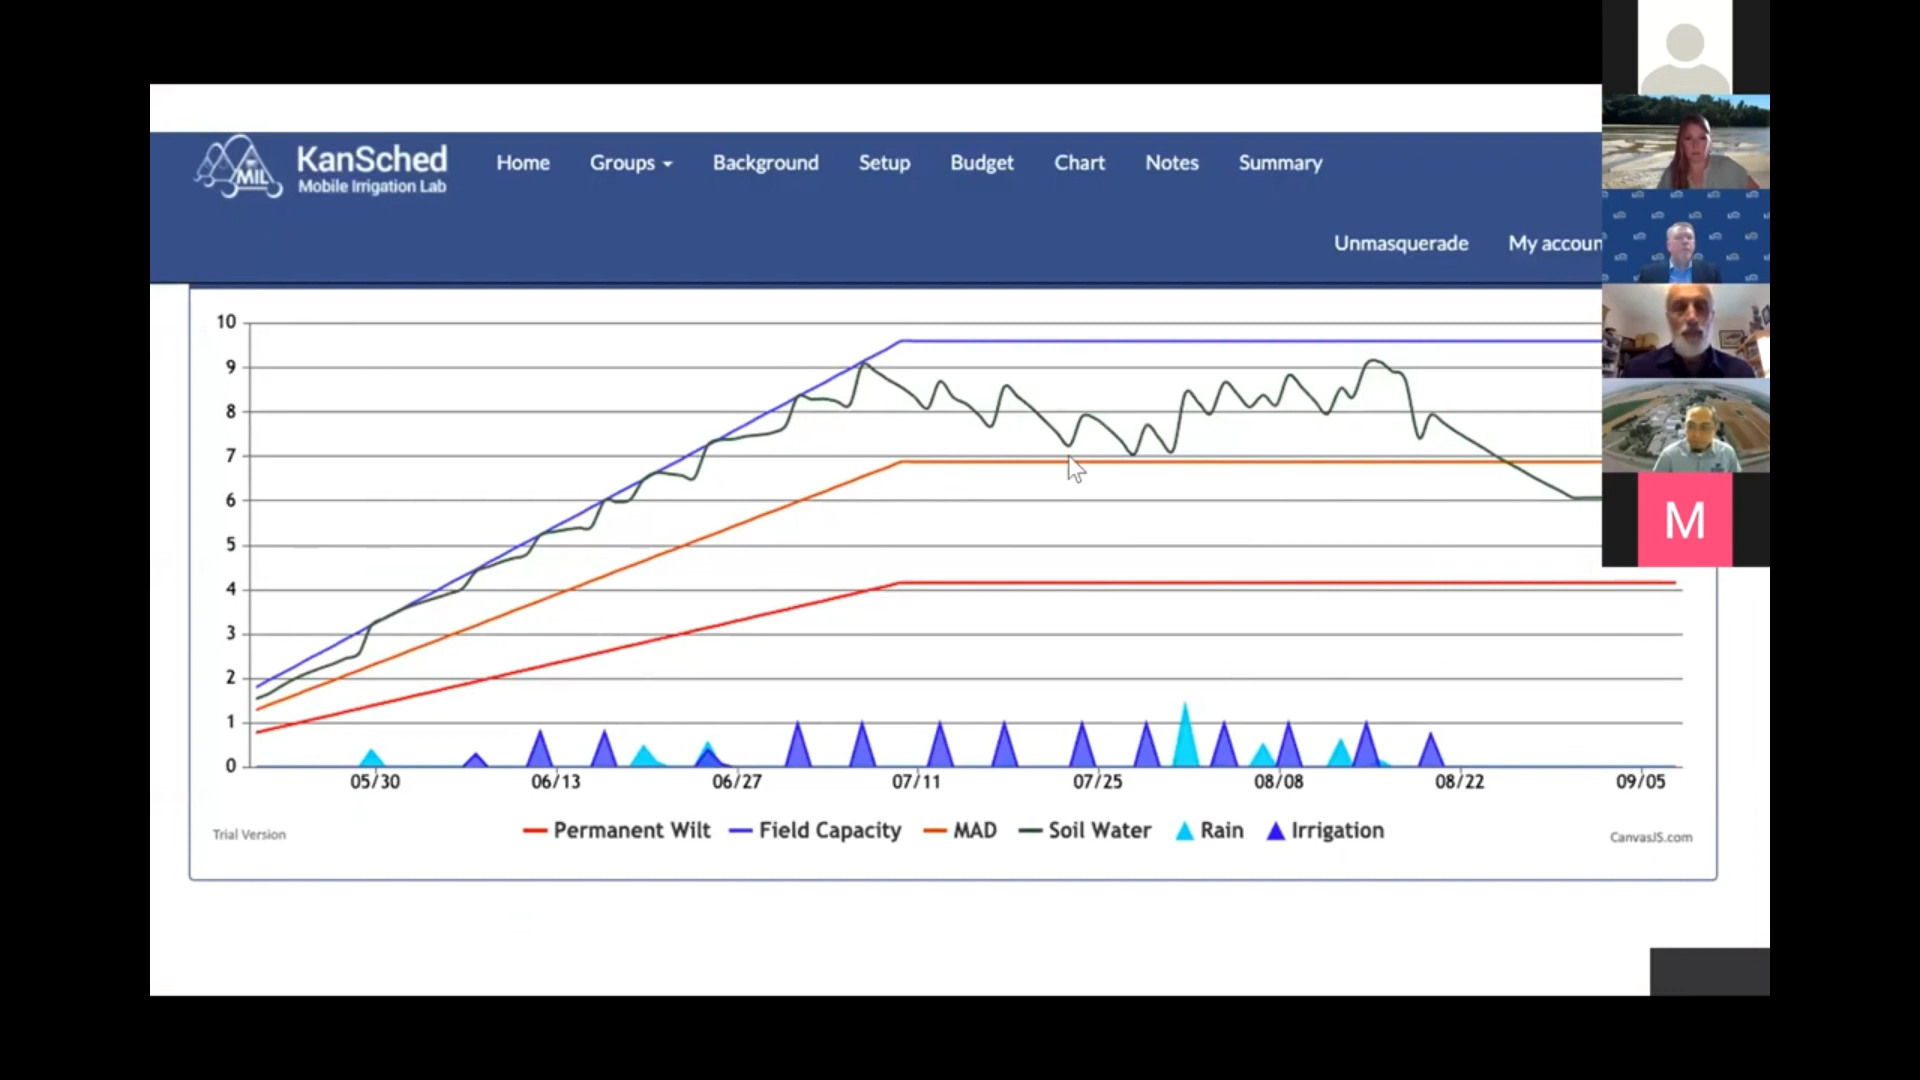 MIL
KanSched
Mobile Irrigation Lab
Home Groups Background Setup Budget Chart Notes Summary
Unmasquerade My accoun
10
9
8
7
6
5
4
3
2
1
0
05/30 06/13 06/27 07/11 07/25 08/08 08/22 09/05
Permanent Wilt Field Capacity MAD Soil Water Rain Irrigation
Trial Version
CanvasJS.com
M